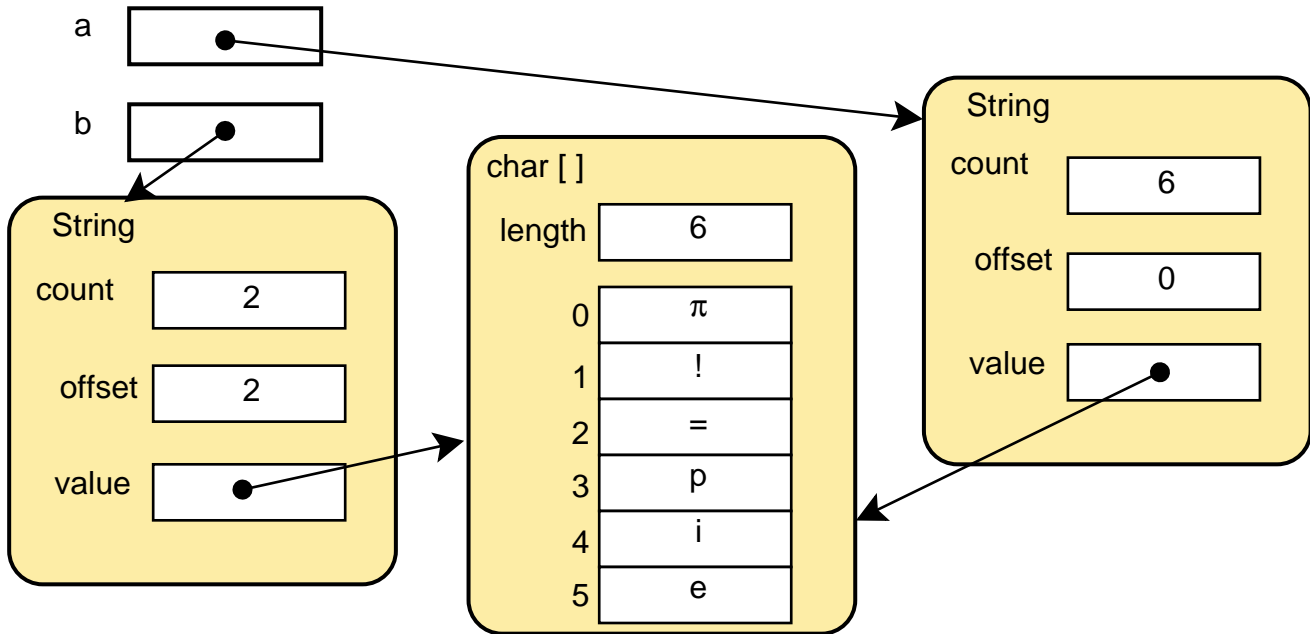 a
b
String
count 2
offset 2
value
char [ ]
length 6
0 π
1 !
2 =
3 p
4 i
5 e
String
count 6
offset 0
value